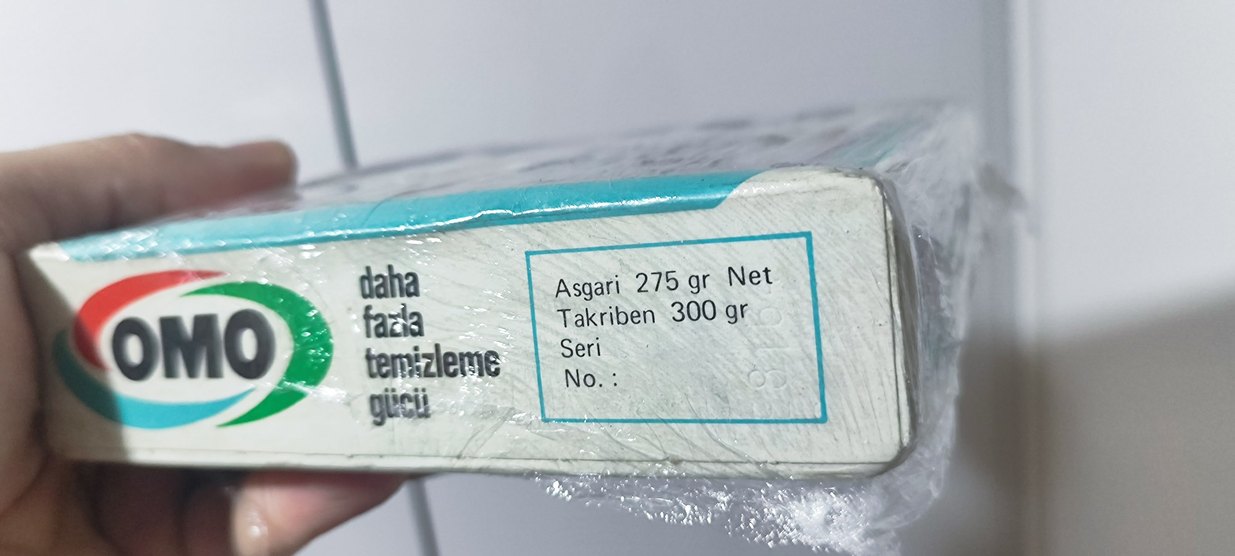 OMO
daha
fazla
temizleme
gücü
Asgari 275 gr Net
Takriben 300 gr
Seri
No. :